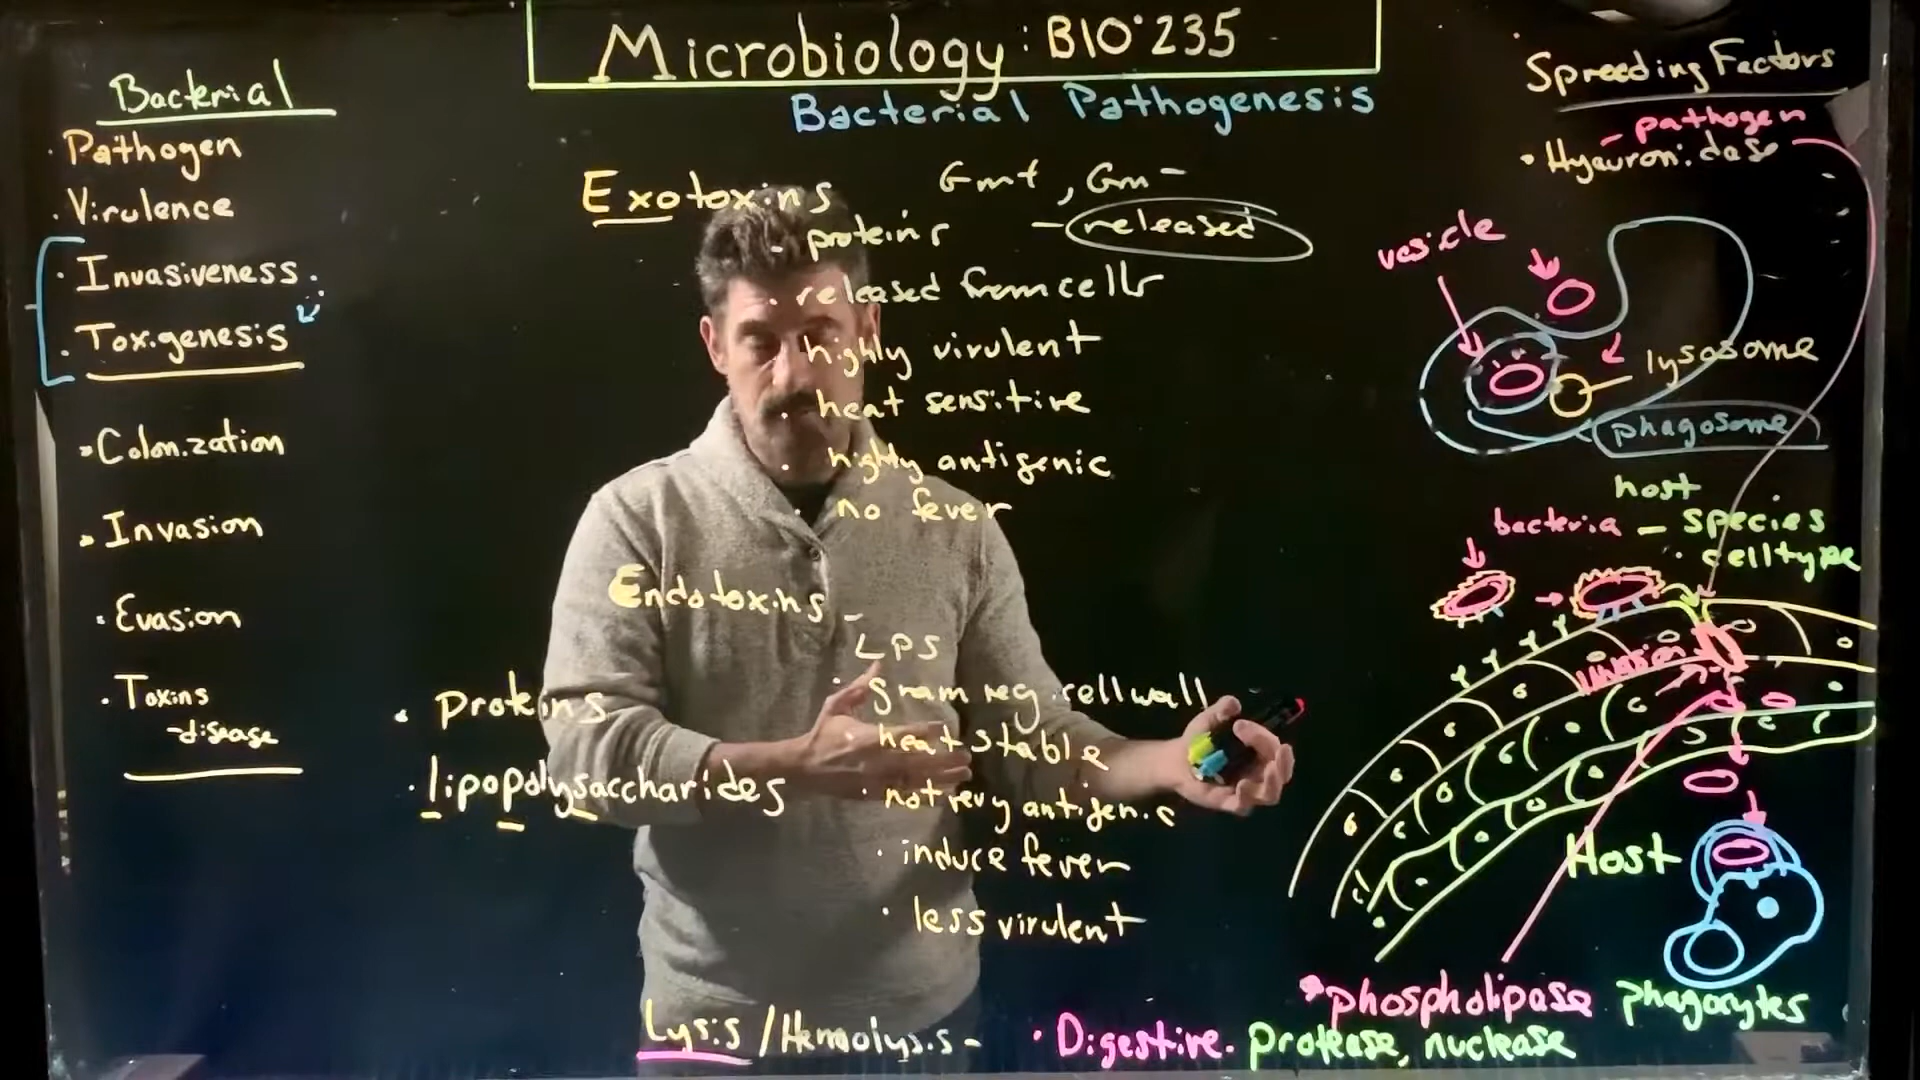 Microbiology: BIO·235
Bacterial Pathogenesis
Bacterial
· Pathogen
· Virulence
· Invasiveness
· Toxigenesis
· Colonization
· Invasion
· Evasion
· Toxins
- disease
Exotoxins
Gm+, Gm-
- proteins
- released
· released from cells
· highly virulent
· heat sensitive
· highly antigenic
· no fever
Endotoxins -
LPS
· gram neg. cell wall
· heat stable
· not very antigenic
· induce fever
· less virulent
· Proteins
· lipopolysaccharides
Lysis / Hemolysis -
· Digestive. protease, nuclease
Spreeding Factors
- pathogen
· Hyauronidase
vesicle
lysosome
phagosome
host
bacteria - species
· celltype
invasion
Host
phospholipase
phagocytes